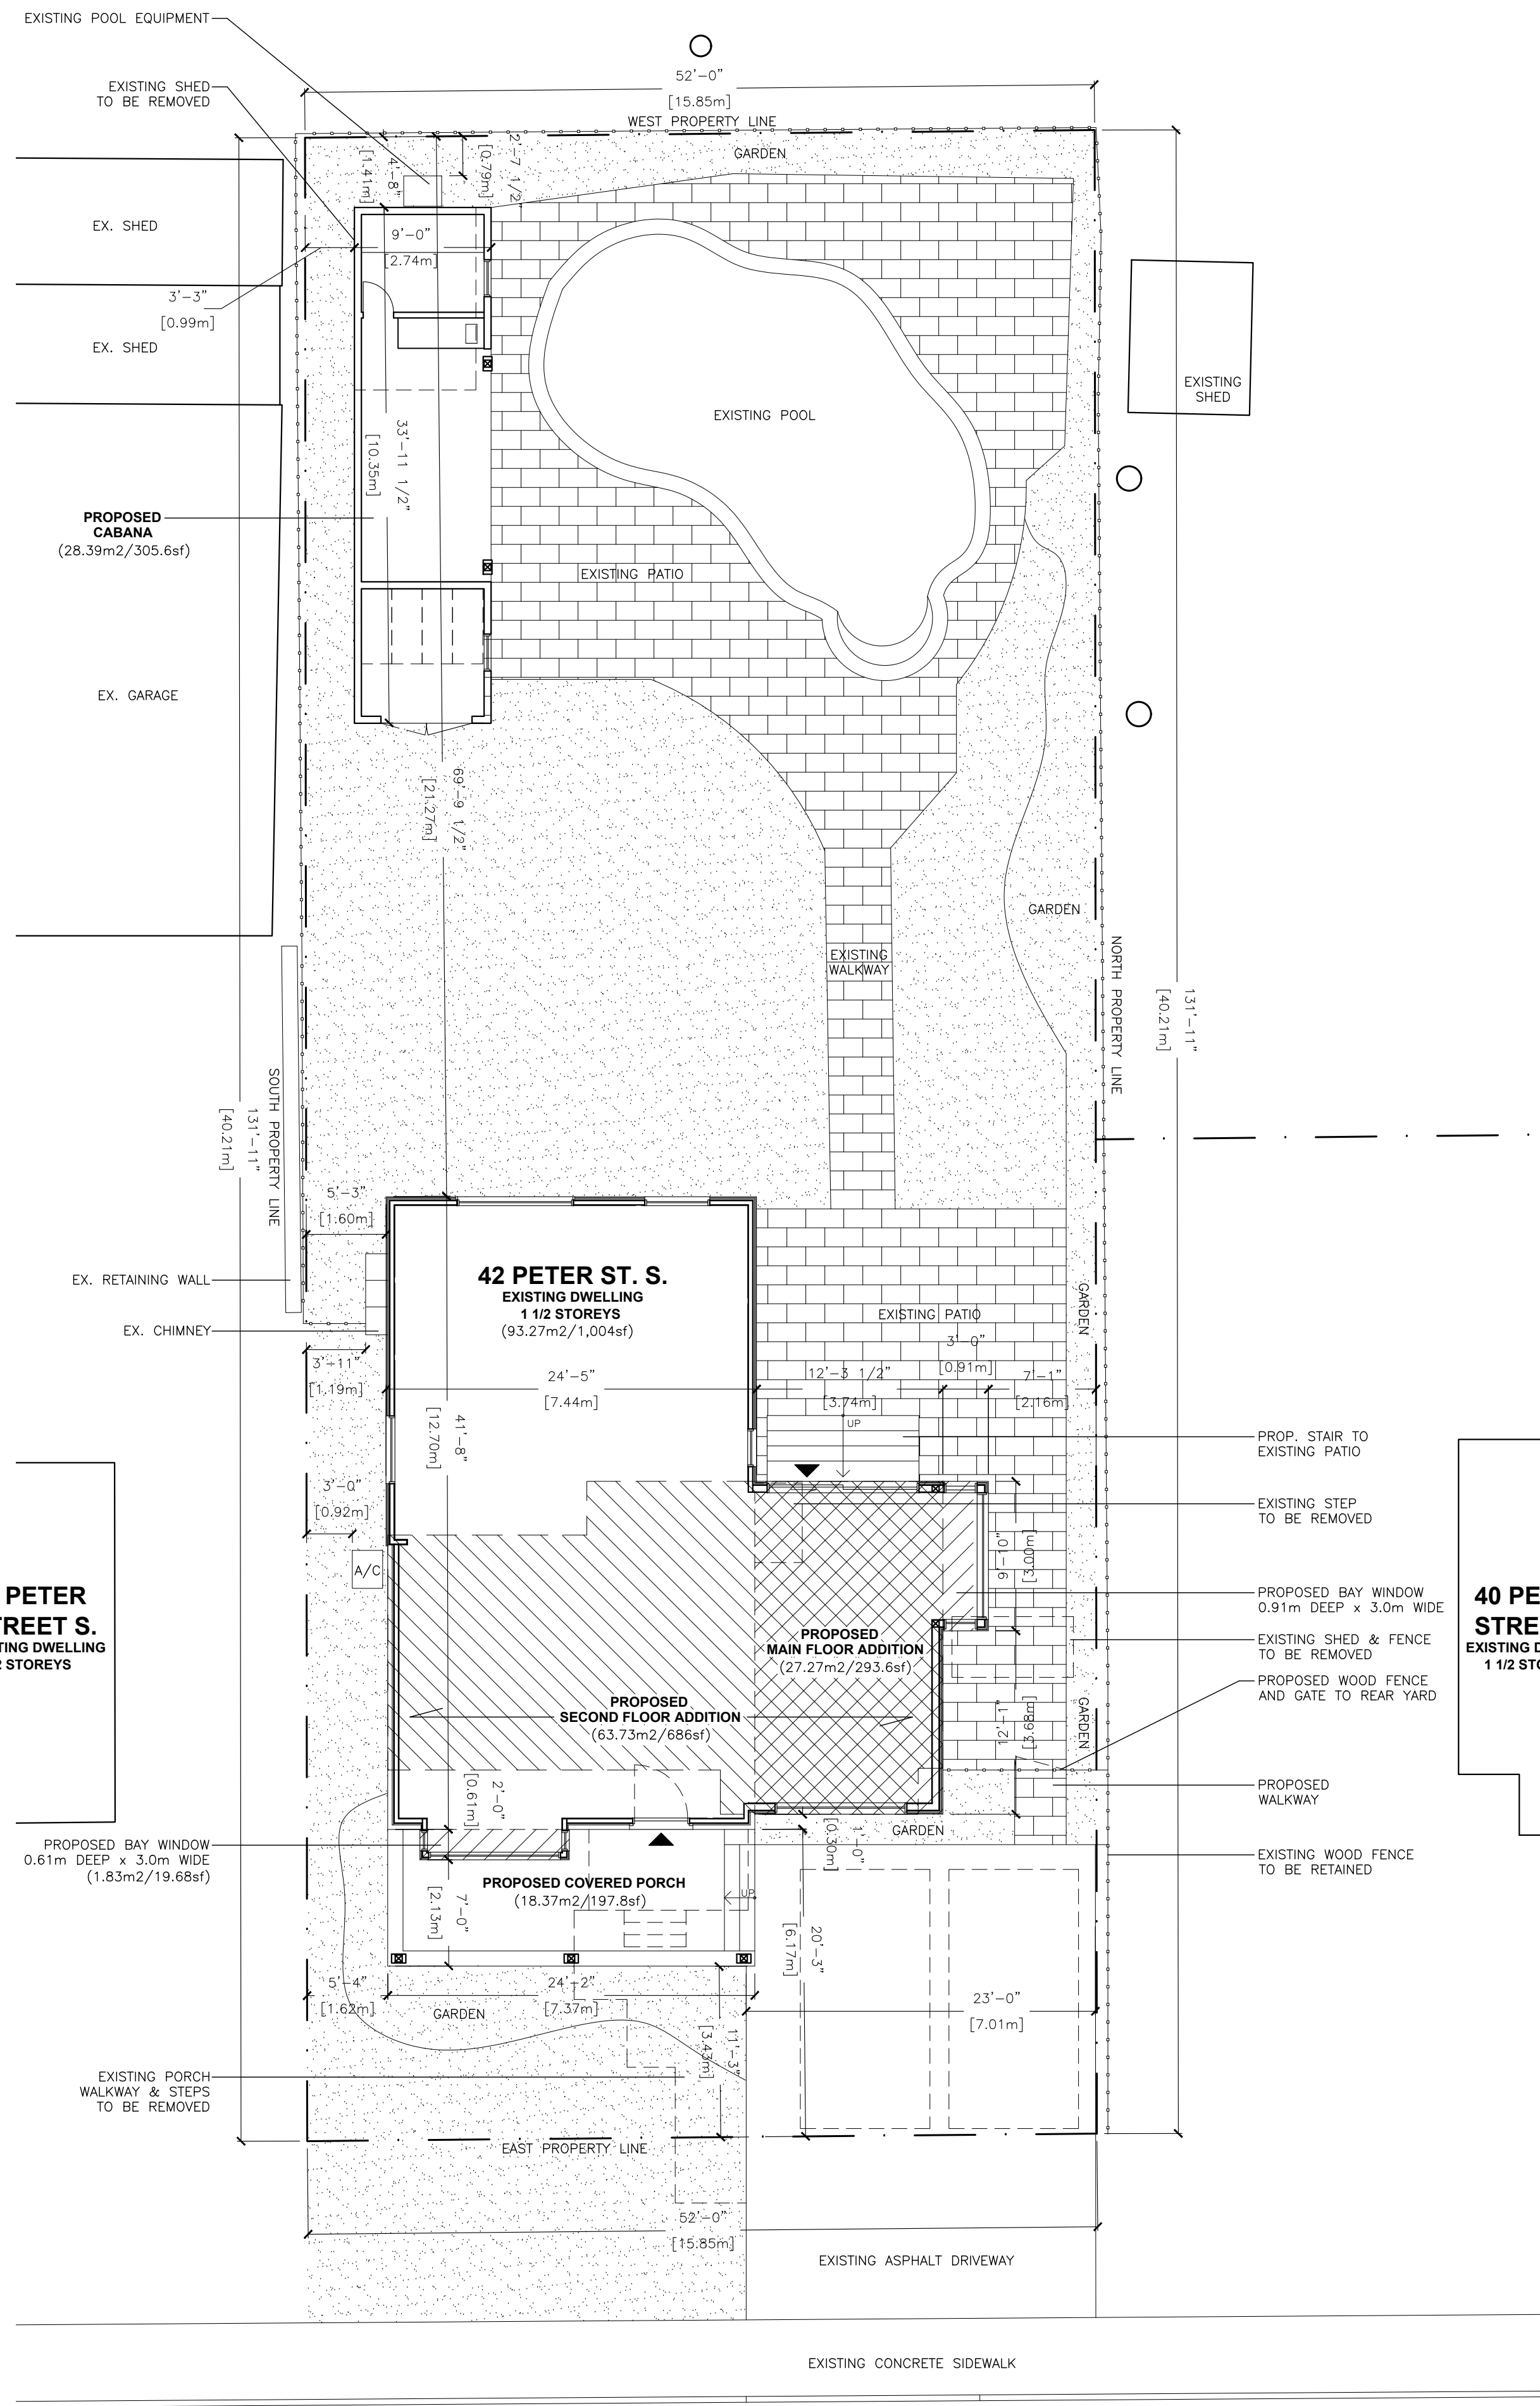 EXISTING POOL EQUIPMENT
52'-0"
[15.85m]
EXISTING SHED
TO BE REMOVED
WEST PROPERTY LINE
GARDEN
4'-8"
[1.41m]
2'-7 1/2"
[0.79m]
EX. SHED
9'-0"
[2.74m]
3'-3"
[0.99m]
EX. SHED
EXISTING
SHED
EXISTING POOL
33'-11 1/2"
[10.35m]
PROPOSED
CABANA
(28.39m2/305.6sf)
EXISTING PATIO
EX. GARAGE
69'-9 1/2"
[21.27m]
GARDEN
EXISTING
WALKWAY
NORTH PROPERTY LINE
131'-11"
[40.21m]
SOUTH PROPERTY LINE
131'-11"
[40.21m]
5'-3"
[1.60m]
EX. RETAINING WALL
42 PETER ST. S.
EXISTING DWELLING
1 1/2 STOREYS
(93.27m2/1,004sf)
EXISTING PATIO
GARDEN
EX. CHIMNEY
3'-11"
[1.19m]
24'-5"
[7.44m]
12'-3 1/2"
[3.74m]
3'-0"
[0.91m]
7'-1"
[2.16m]
41'-8"
[12.70m]
UP
PROP. STAIR TO
EXISTING PATIO
3'-0"
[0.92m]
EXISTING STEP
TO BE REMOVED
9'-10"
[3.00m]
A/C
PROPOSED BAY WINDOW
0.91m DEEP x 3.0m WIDE
PETER
TREET S.
TING DWELLING
STOREYS
40 PE
STRE
EXISTING D
1 1/2 STO
PROPOSED
MAIN FLOOR ADDITION
(27.27m2/293.6sf)
EXISTING SHED & FENCE
TO BE REMOVED
PROPOSED WOOD FENCE
AND GATE TO REAR YARD
PROPOSED
SECOND FLOOR ADDITION
(63.73m2/686sf)
12'-1"
[3.68m]
GARDEN
2'-0"
[0.61m]
PROPOSED
WALKWAY
1'-0"
[0.30m]
GARDEN
PROPOSED BAY WINDOW
0.61m DEEP x 3.0m WIDE
(1.83m2/19.68sf)
EXISTING WOOD FENCE
TO BE RETAINED
PROPOSED COVERED PORCH
(18.37m2/197.8sf)
UP
7'-0"
[2.13m]
20'-3"
[6.17m]
5'-4"
[1.62m]
24'-2"
[7.37m]
23'-0"
[7.01m]
GARDEN
11'-3"
[3.43m]
EXISTING PORCH
WALKWAY & STEPS
TO BE REMOVED
EAST PROPERTY LINE
52'-0"
[15.85m]
EXISTING ASPHALT DRIVEWAY
EXISTING CONCRETE SIDEWALK